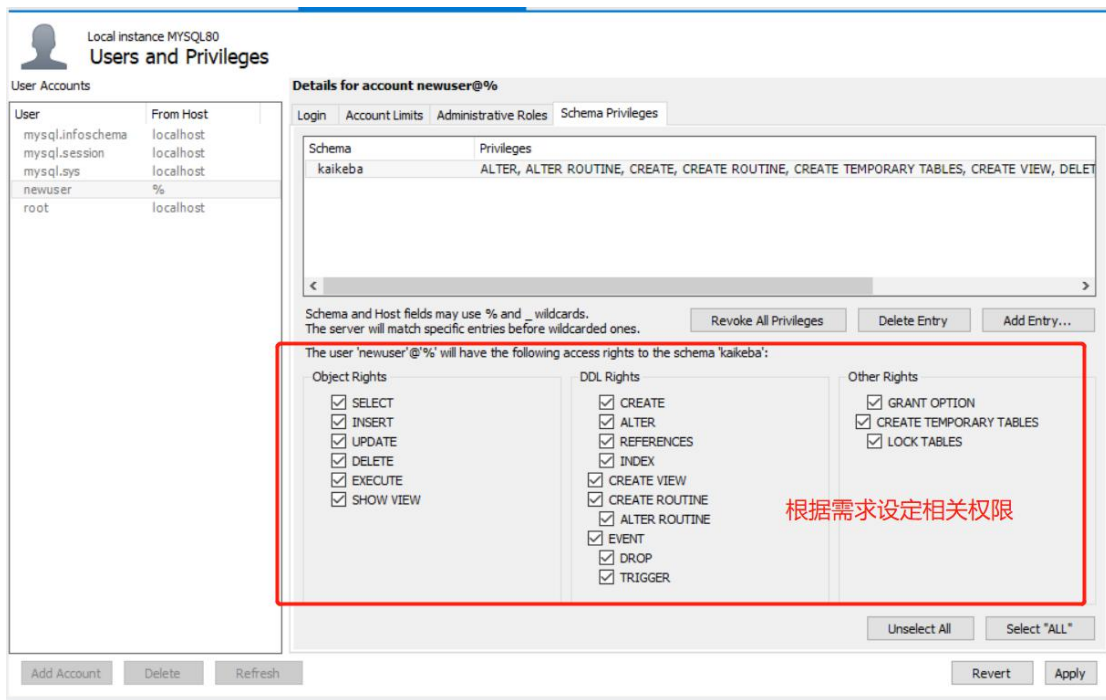 Local instance MYSQL80
Users and Privileges
User Accounts
User From Host
mysql.infoschema localhost
mysql.session localhost
mysql.sys localhost
newuser %
root localhost
Details for account newuser@%
Login Account Limits Administrative Roles Schema Privileges
Schema Privileges
kaikeba ALTER, ALTER ROUTINE, CREATE, CREATE ROUTINE, CREATE TEMPORARY TABLES, CREATE VIEW, DELET
Schema and Host fields may use % and _ wildcards.
The server will match specific entries before wildcarded ones.
Revoke All Privileges Delete Entry Add Entry...
The user 'newuser'@'%' will have the following access rights to the schema 'kaikeba':
Object Rights
SELECT
INSERT
UPDATE
DELETE
EXECUTE
SHOW VIEW
DDL Rights
CREATE
ALTER
REFERENCES
INDEX
CREATE VIEW
CREATE ROUTINE
ALTER ROUTINE
EVENT
DROP
TRIGGER
Other Rights
GRANT OPTION
CREATE TEMPORARY TABLES
LOCK TABLES
根据需求设定相关权限
Unselect All Select "ALL"
Add Account Delete Refresh Revert Apply